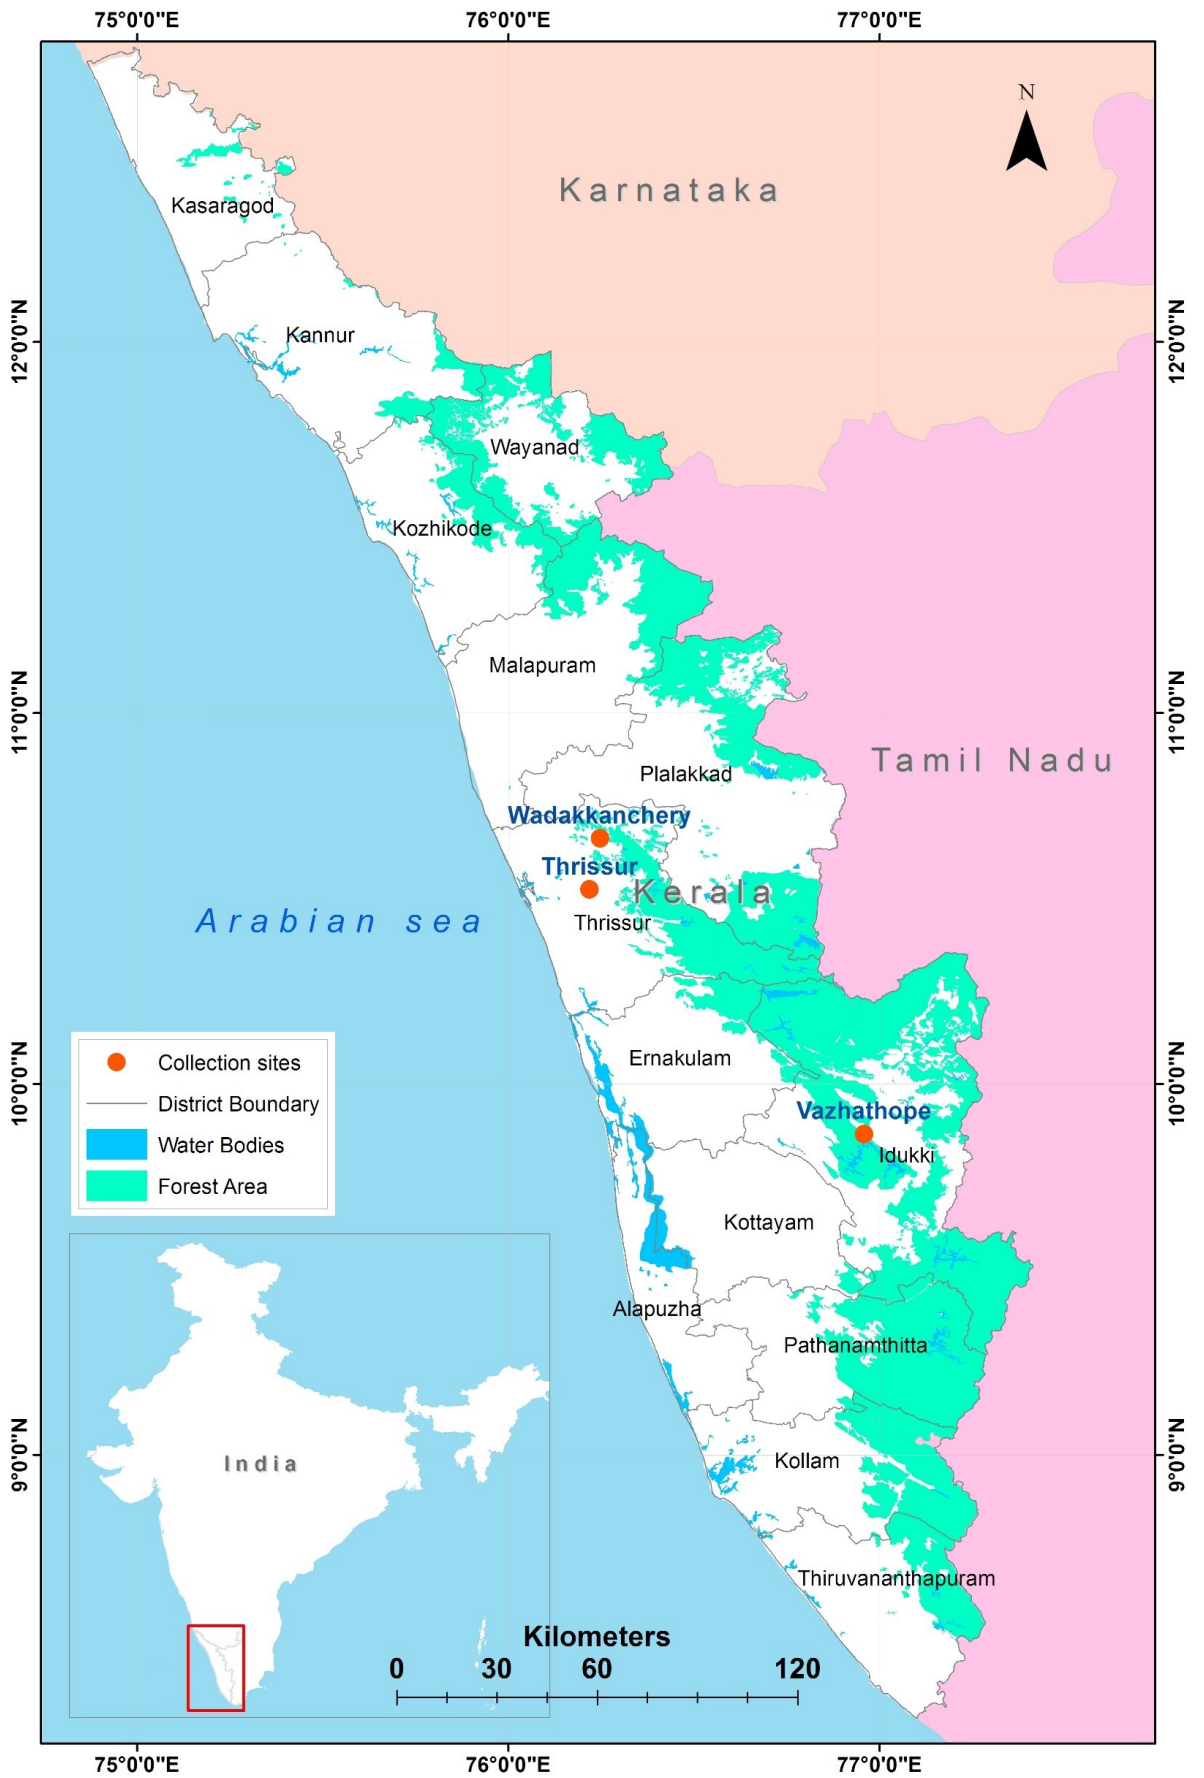 75°0'0"E 76°0'0"E 77°0'0"E
N
Karnataka
Kasaragod
12°0'0"N
Kannur
12°0'0"N
Wayanad
Kozhikode
Malapuram
11°0'0"N
11°0'0"N
Tamil Nadu
Plalakkad
Wadakkanchery
Thrissur
Kerala
Arabian sea
Thrissur
10°0'0"N
Ernakulam
10°0'0"N
Collection sites
District Boundary
Water Bodies
Forest Area
Vazhathope
Idukki
Kottayam
Alapuzha
Pathanamthitta
9°0'0"N
Kollam
9°0'0"N
India
Thiruvananthapuram
Kilometers
0 30 60 120
75°0'0"E 76°0'0"E 77°0'0"E